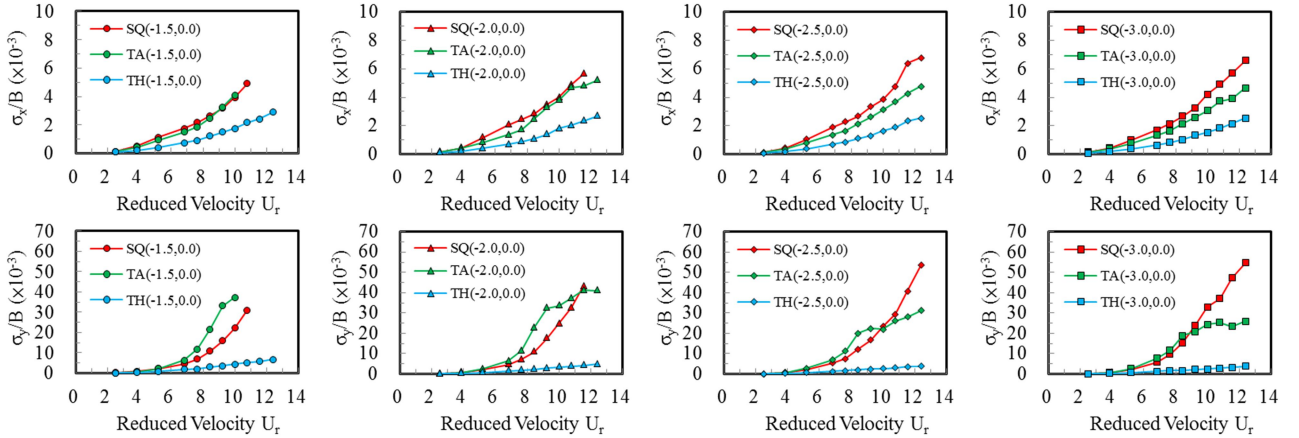 σx/B (×10-3)
10
8
6
4
2
0
SQ(-1.5,0.0)
TA(-1.5,0.0)
TH(-1.5,0.0)
0 2 4 6 8 10 12 14
Reduced Velocity Ur
σx/B (×10-3)
10
8
6
4
2
0
SQ(-2.0,0.0)
TA(-2.0,0.0)
TH(-2.0,0.0)
0 2 4 6 8 10 12 14
Reduced Velocity Ur
σx/B (×10-3)
10
8
6
4
2
0
SQ(-2.5,0.0)
TA(-2.5,0.0)
TH(-2.5,0.0)
0 2 4 6 8 10 12 14
Reduced Velocity Ur
σx/B (×10-3)
10
8
6
4
2
0
SQ(-3.0,0.0)
TA(-3.0,0.0)
TH(-3.0,0.0)
0 2 4 6 8 10 12 14
Reduced Velocity Ur
σy/B (×10-3)
70
60
50
40
30
20
10
0
SQ(-1.5,0.0)
TA(-1.5,0.0)
TH(-1.5,0.0)
0 2 4 6 8 10 12 14
Reduced Velocity Ur
σy/B (×10-3)
70
60
50
40
30
20
10
0
SQ(-2.0,0.0)
TA(-2.0,0.0)
TH(-2.0,0.0)
0 2 4 6 8 10 12 14
Reduced Velocity Ur
σy/B (×10-3)
70
60
50
40
30
20
10
0
SQ(-2.5,0.0)
TA(-2.5,0.0)
TH(-2.5,0.0)
0 2 4 6 8 10 12 14
Reduced Velocity Ur
σy/B (×10-3)
70
60
50
40
30
20
10
0
SQ(-3.0,0.0)
TA(-3.0,0.0)
TH(-3.0,0.0)
0 2 4 6 8 10 12 14
Reduced Velocity Ur